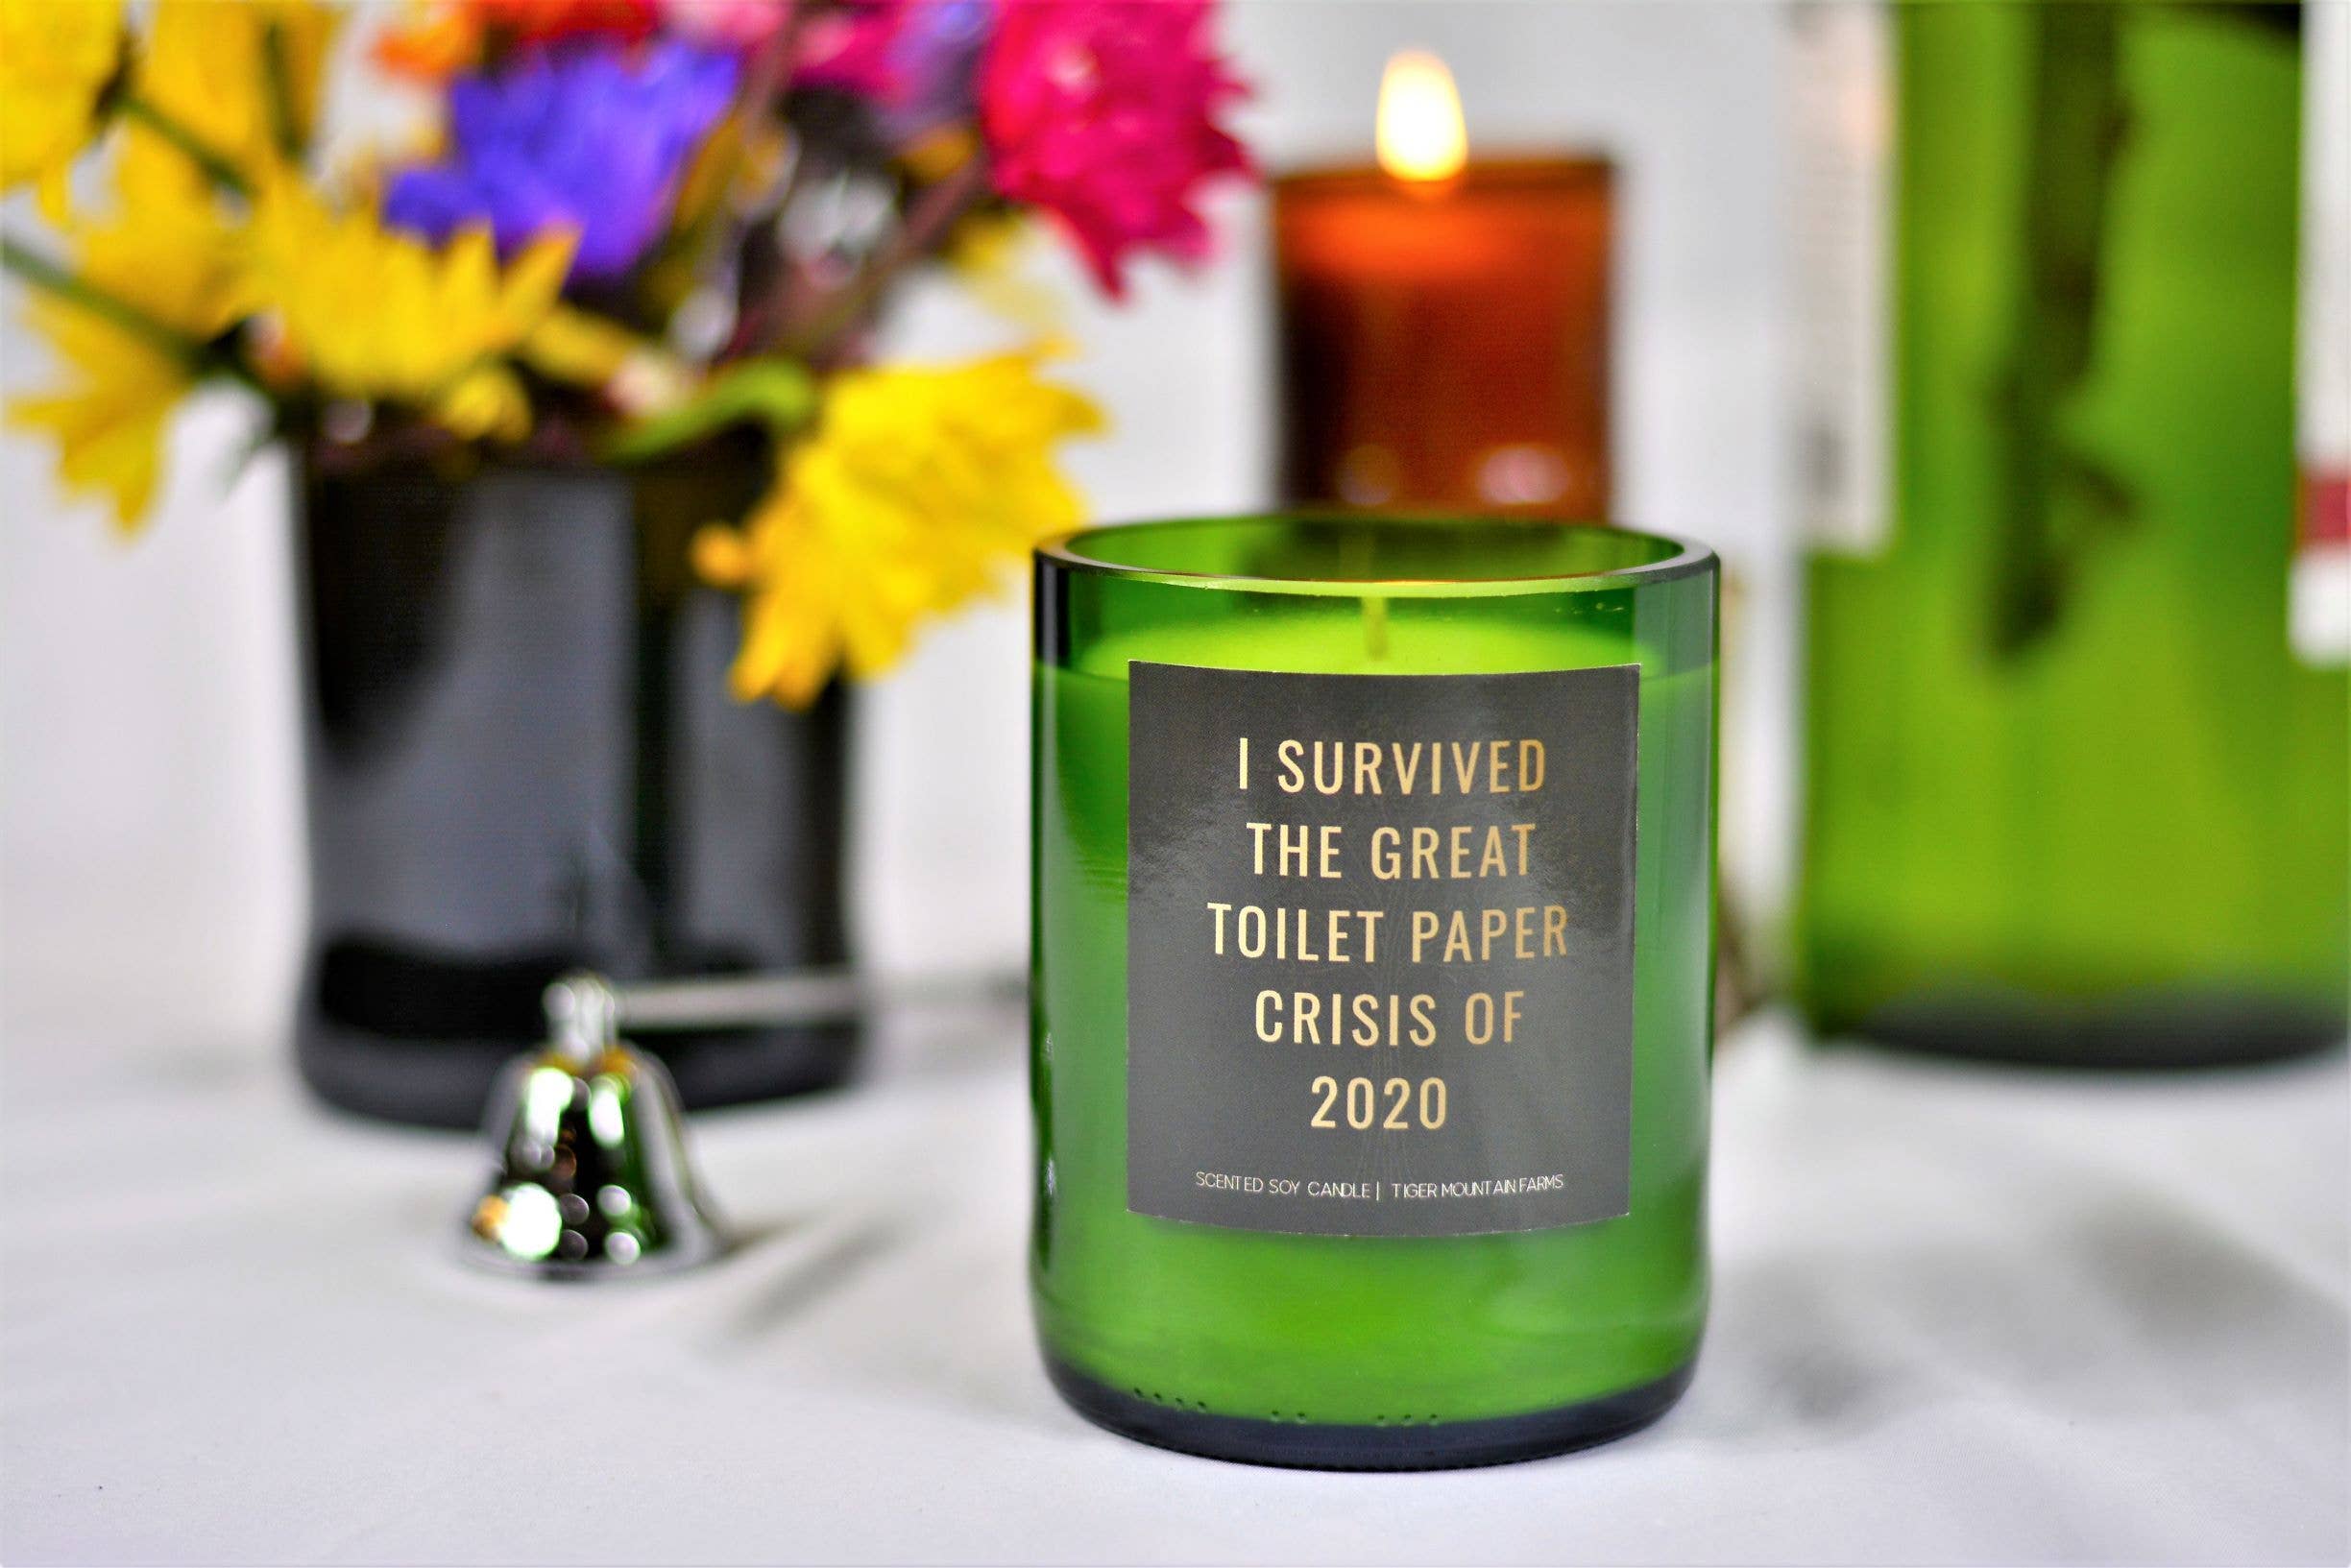 I SURVIVED
THE GREAT
TOILET PAPER
CRISIS OF
2020
SCENTED SOY CANDLE | TIGER MOUNTAIN FARMS